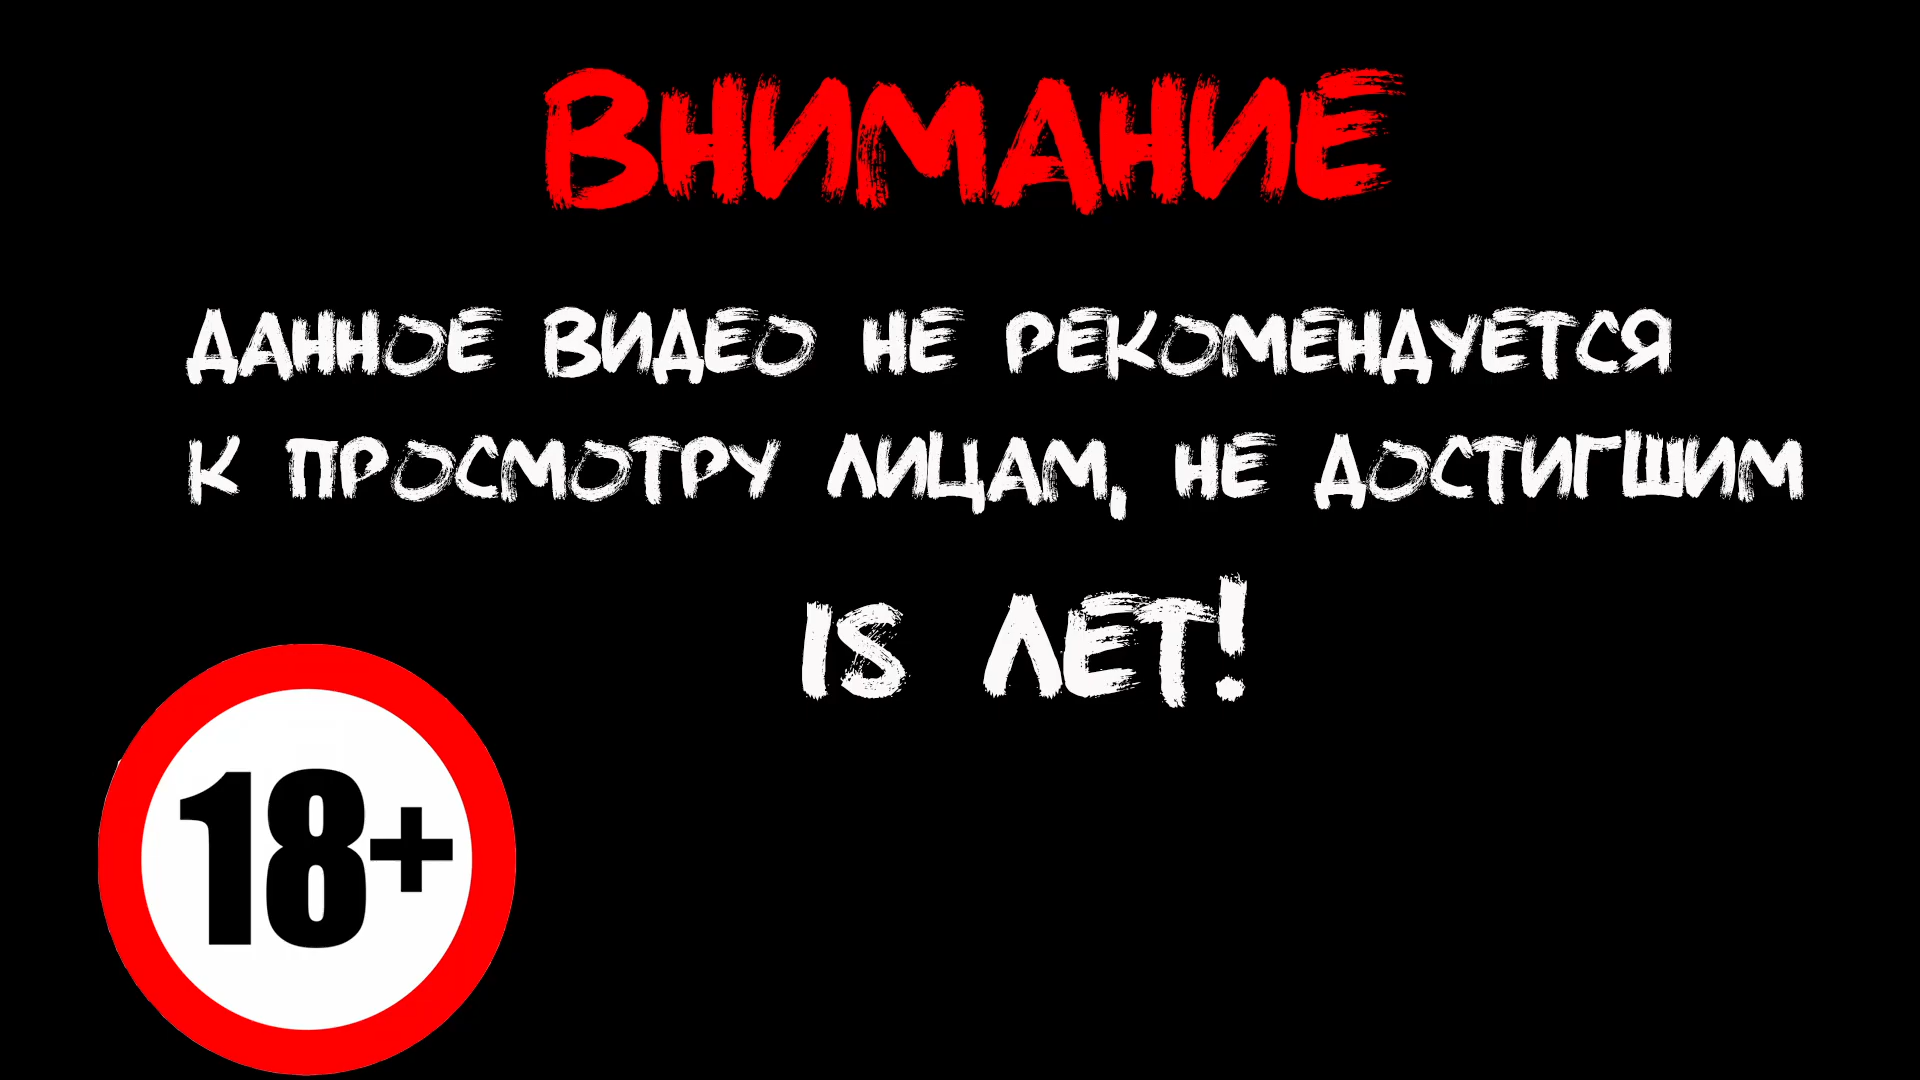 ВНИМАНИЕ
ДАННОЕ ВИДЕО НЕ РЕКОМЕНДУЕТСЯ
К ПРОСМОТРУ ЛИЦАМ, НЕ ДОСТИГШИМ
18 ЛЕТ!
18+